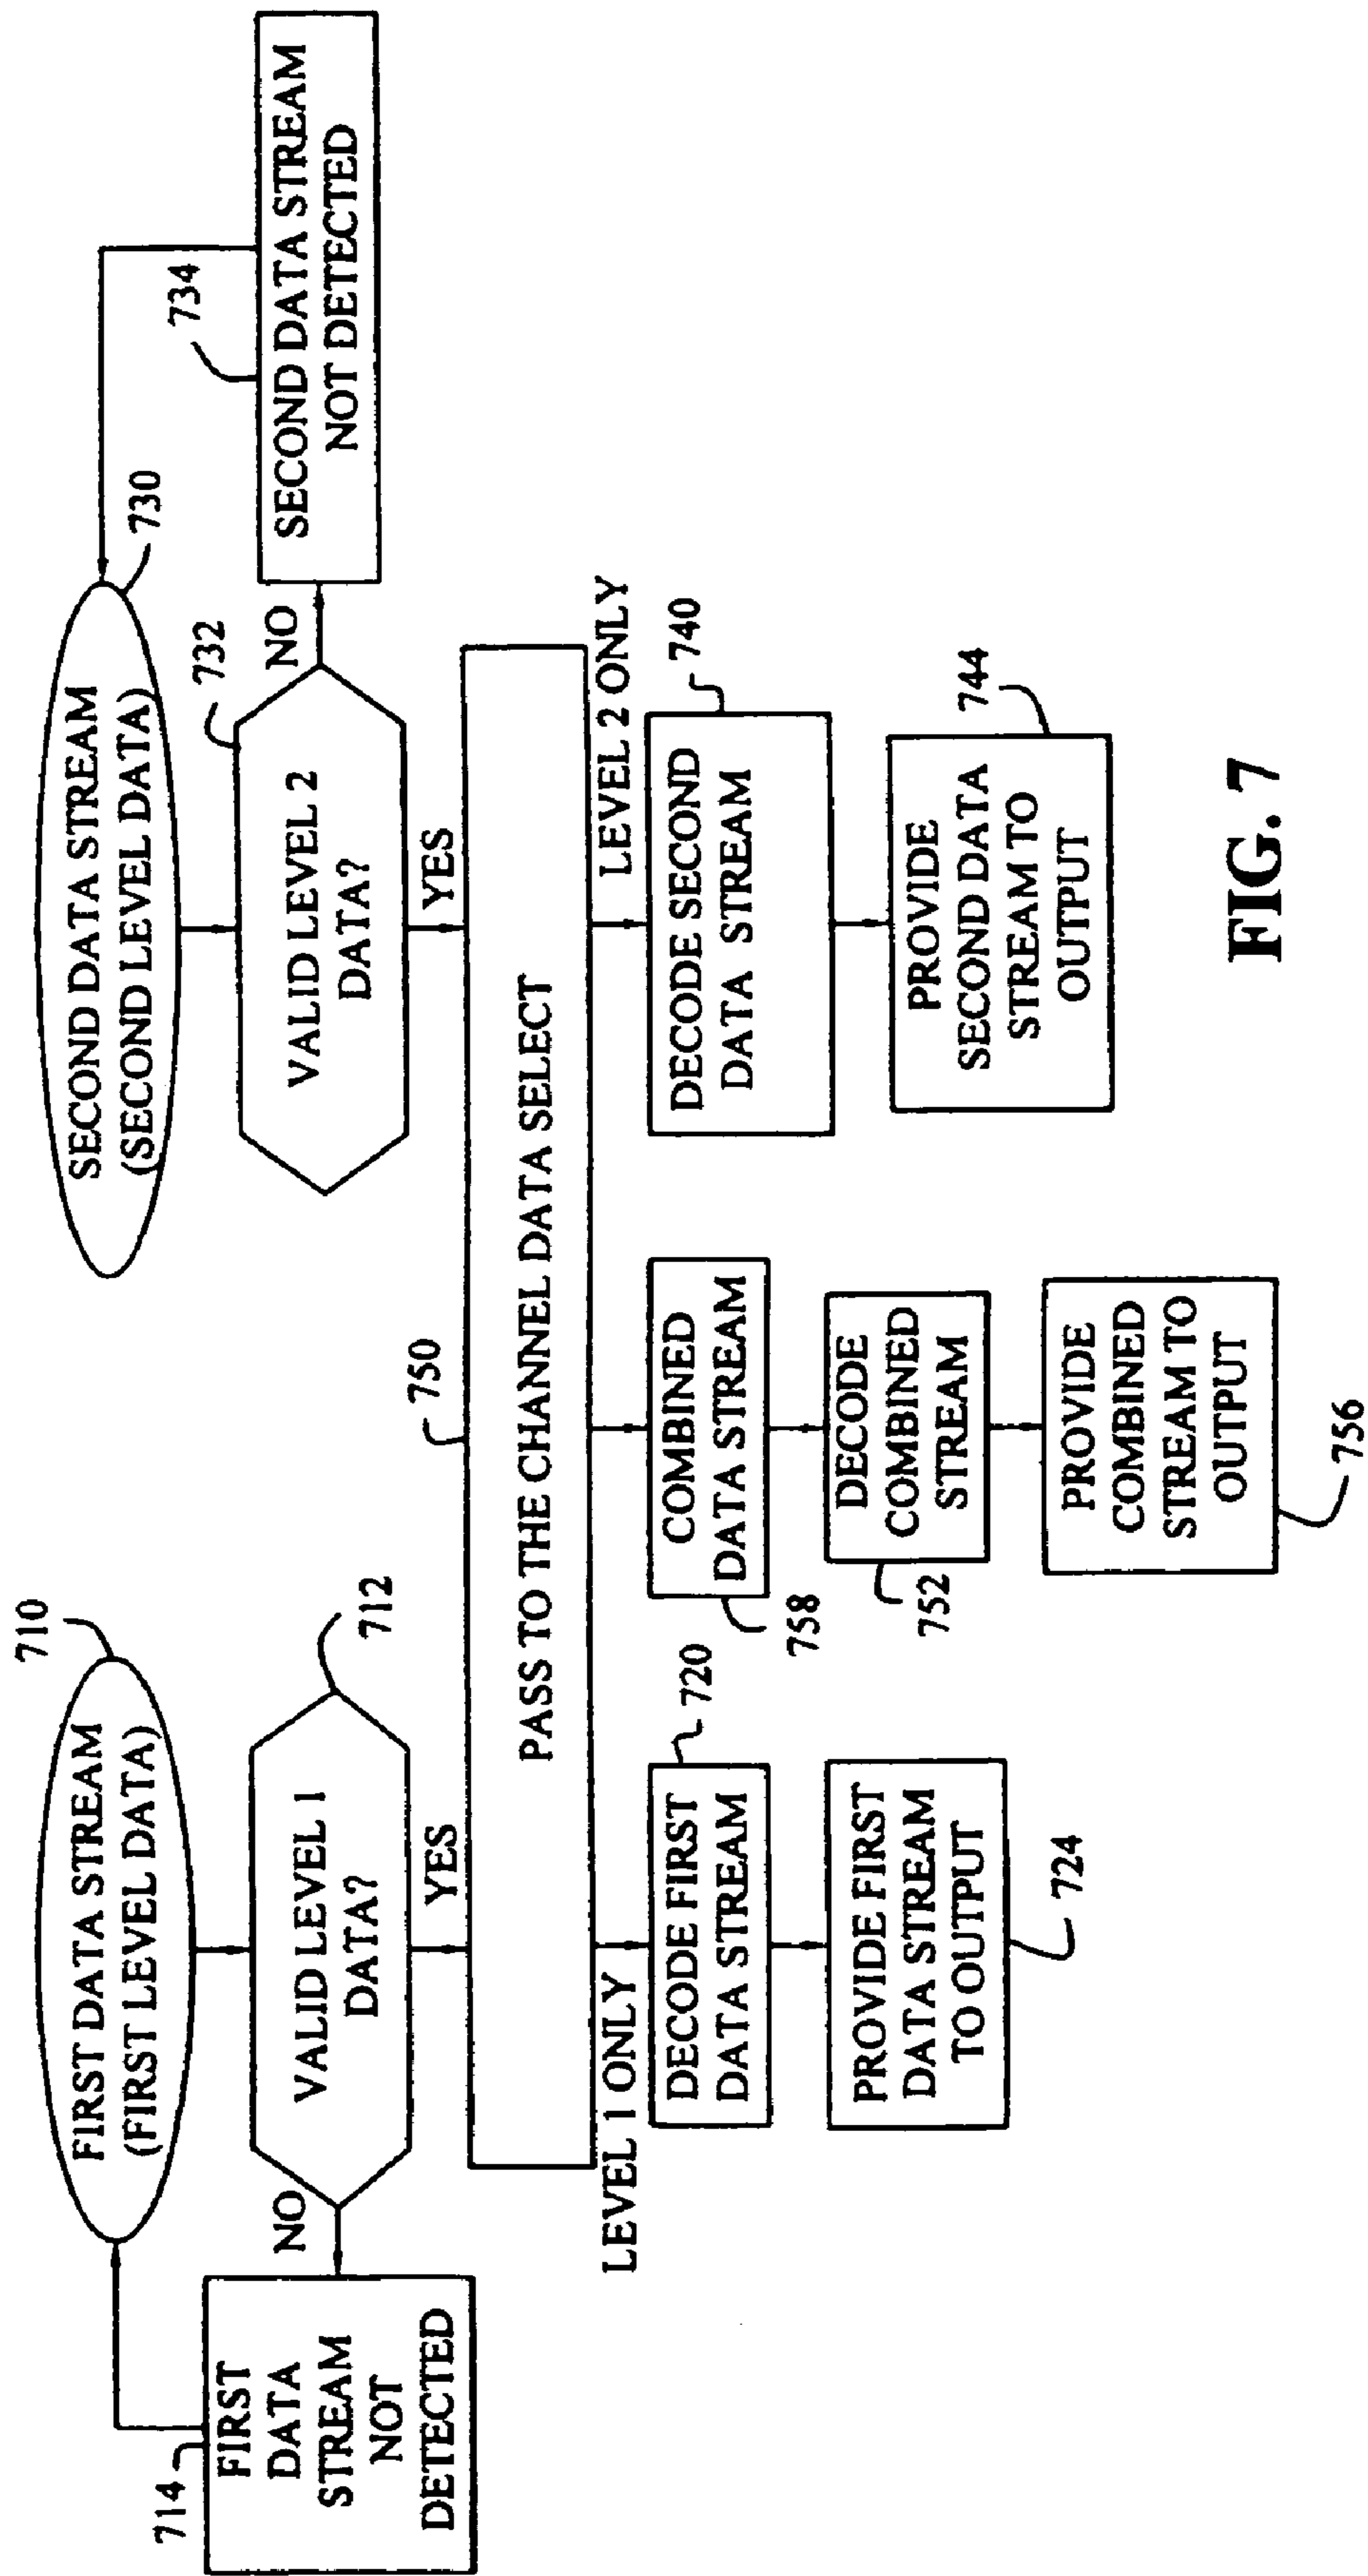 710
FIRST DATA STREAM
(FIRST LEVEL DATA)
714
FIRST
DATA
STREAM
NOT
DETECTED
NO
VALID LEVEL 1
DATA?
712
YES
SECOND DATA STREAM
(SECOND LEVEL DATA)
730
732
VALID LEVEL 2
DATA?
NO
734
SECOND DATA STREAM
NOT DETECTED
YES
750
PASS TO THE CHANNEL DATA SELECT
LEVEL 1 ONLY
720
DECODE FIRST
DATA STREAM
PROVIDE FIRST
DATA STREAM
TO OUTPUT
724
COMBINED
DATA STREAM
758
DECODE
COMBINED
STREAM
752
PROVIDE
COMBINED
STREAM TO
OUTPUT
756
LEVEL 2 ONLY
740
DECODE SECOND
DATA STREAM
744
PROVIDE
SECOND DATA
STREAM TO
OUTPUT
FIG. 7